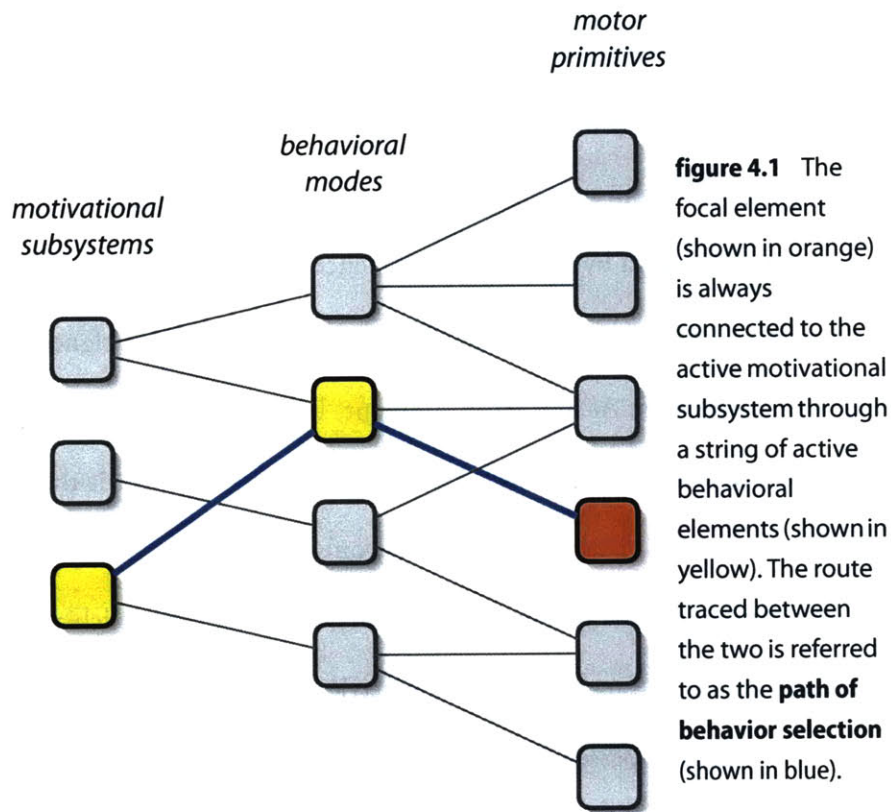 motor
primitives
behavioral
modes
motivational
subsystems
figure 4.1 The
focal element
(shown in orange)
is always
connected to the
active motivational
subsystem through
a string of active
behavioral
elements (shown in
yellow). The route
traced between
the two is referred
to as the path of
behavior selection
(shown in blue).